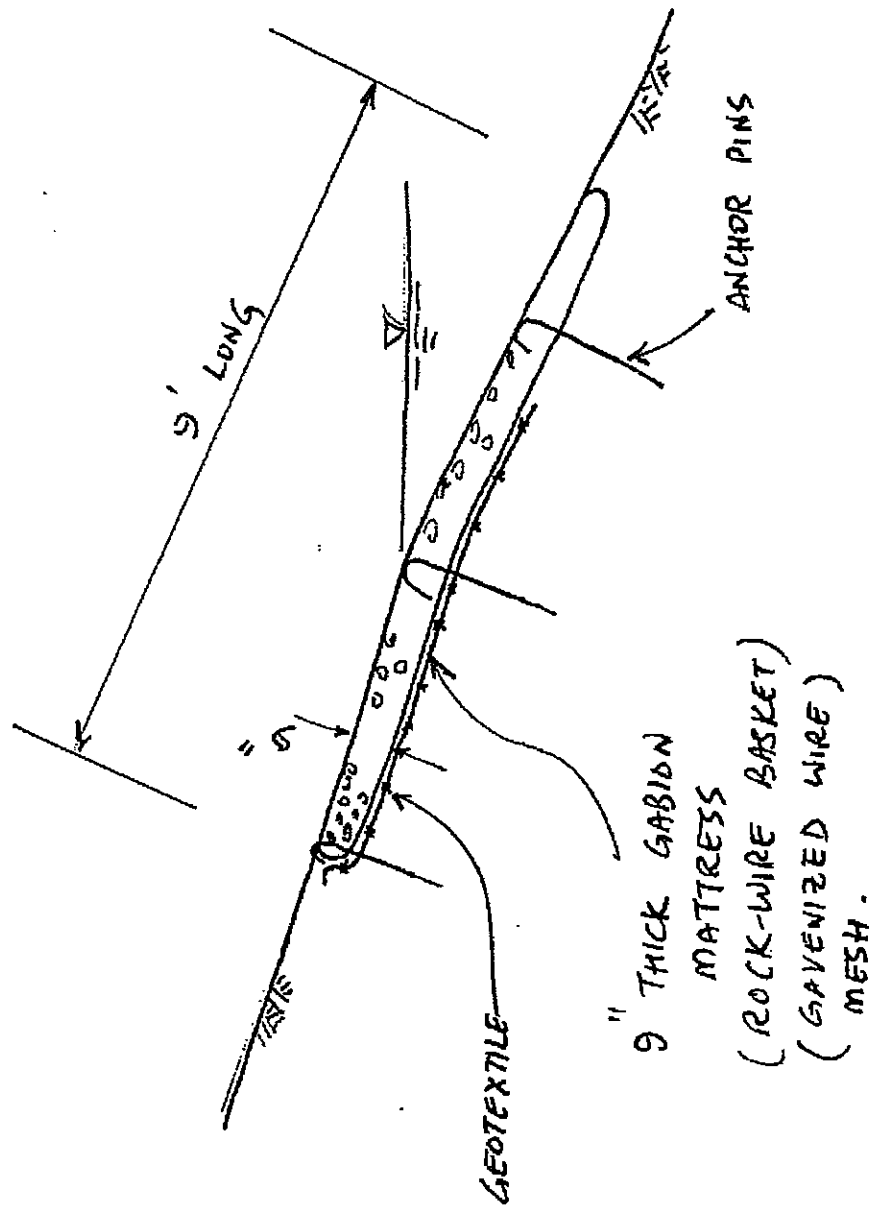 9' LONG
9"
ANCHOR PINS
GEOTEXTILE
9" THICK GABION
MATTRESS
(ROCK-WIRE BASKET)
(GAVENIZED WIRE)
MESH.